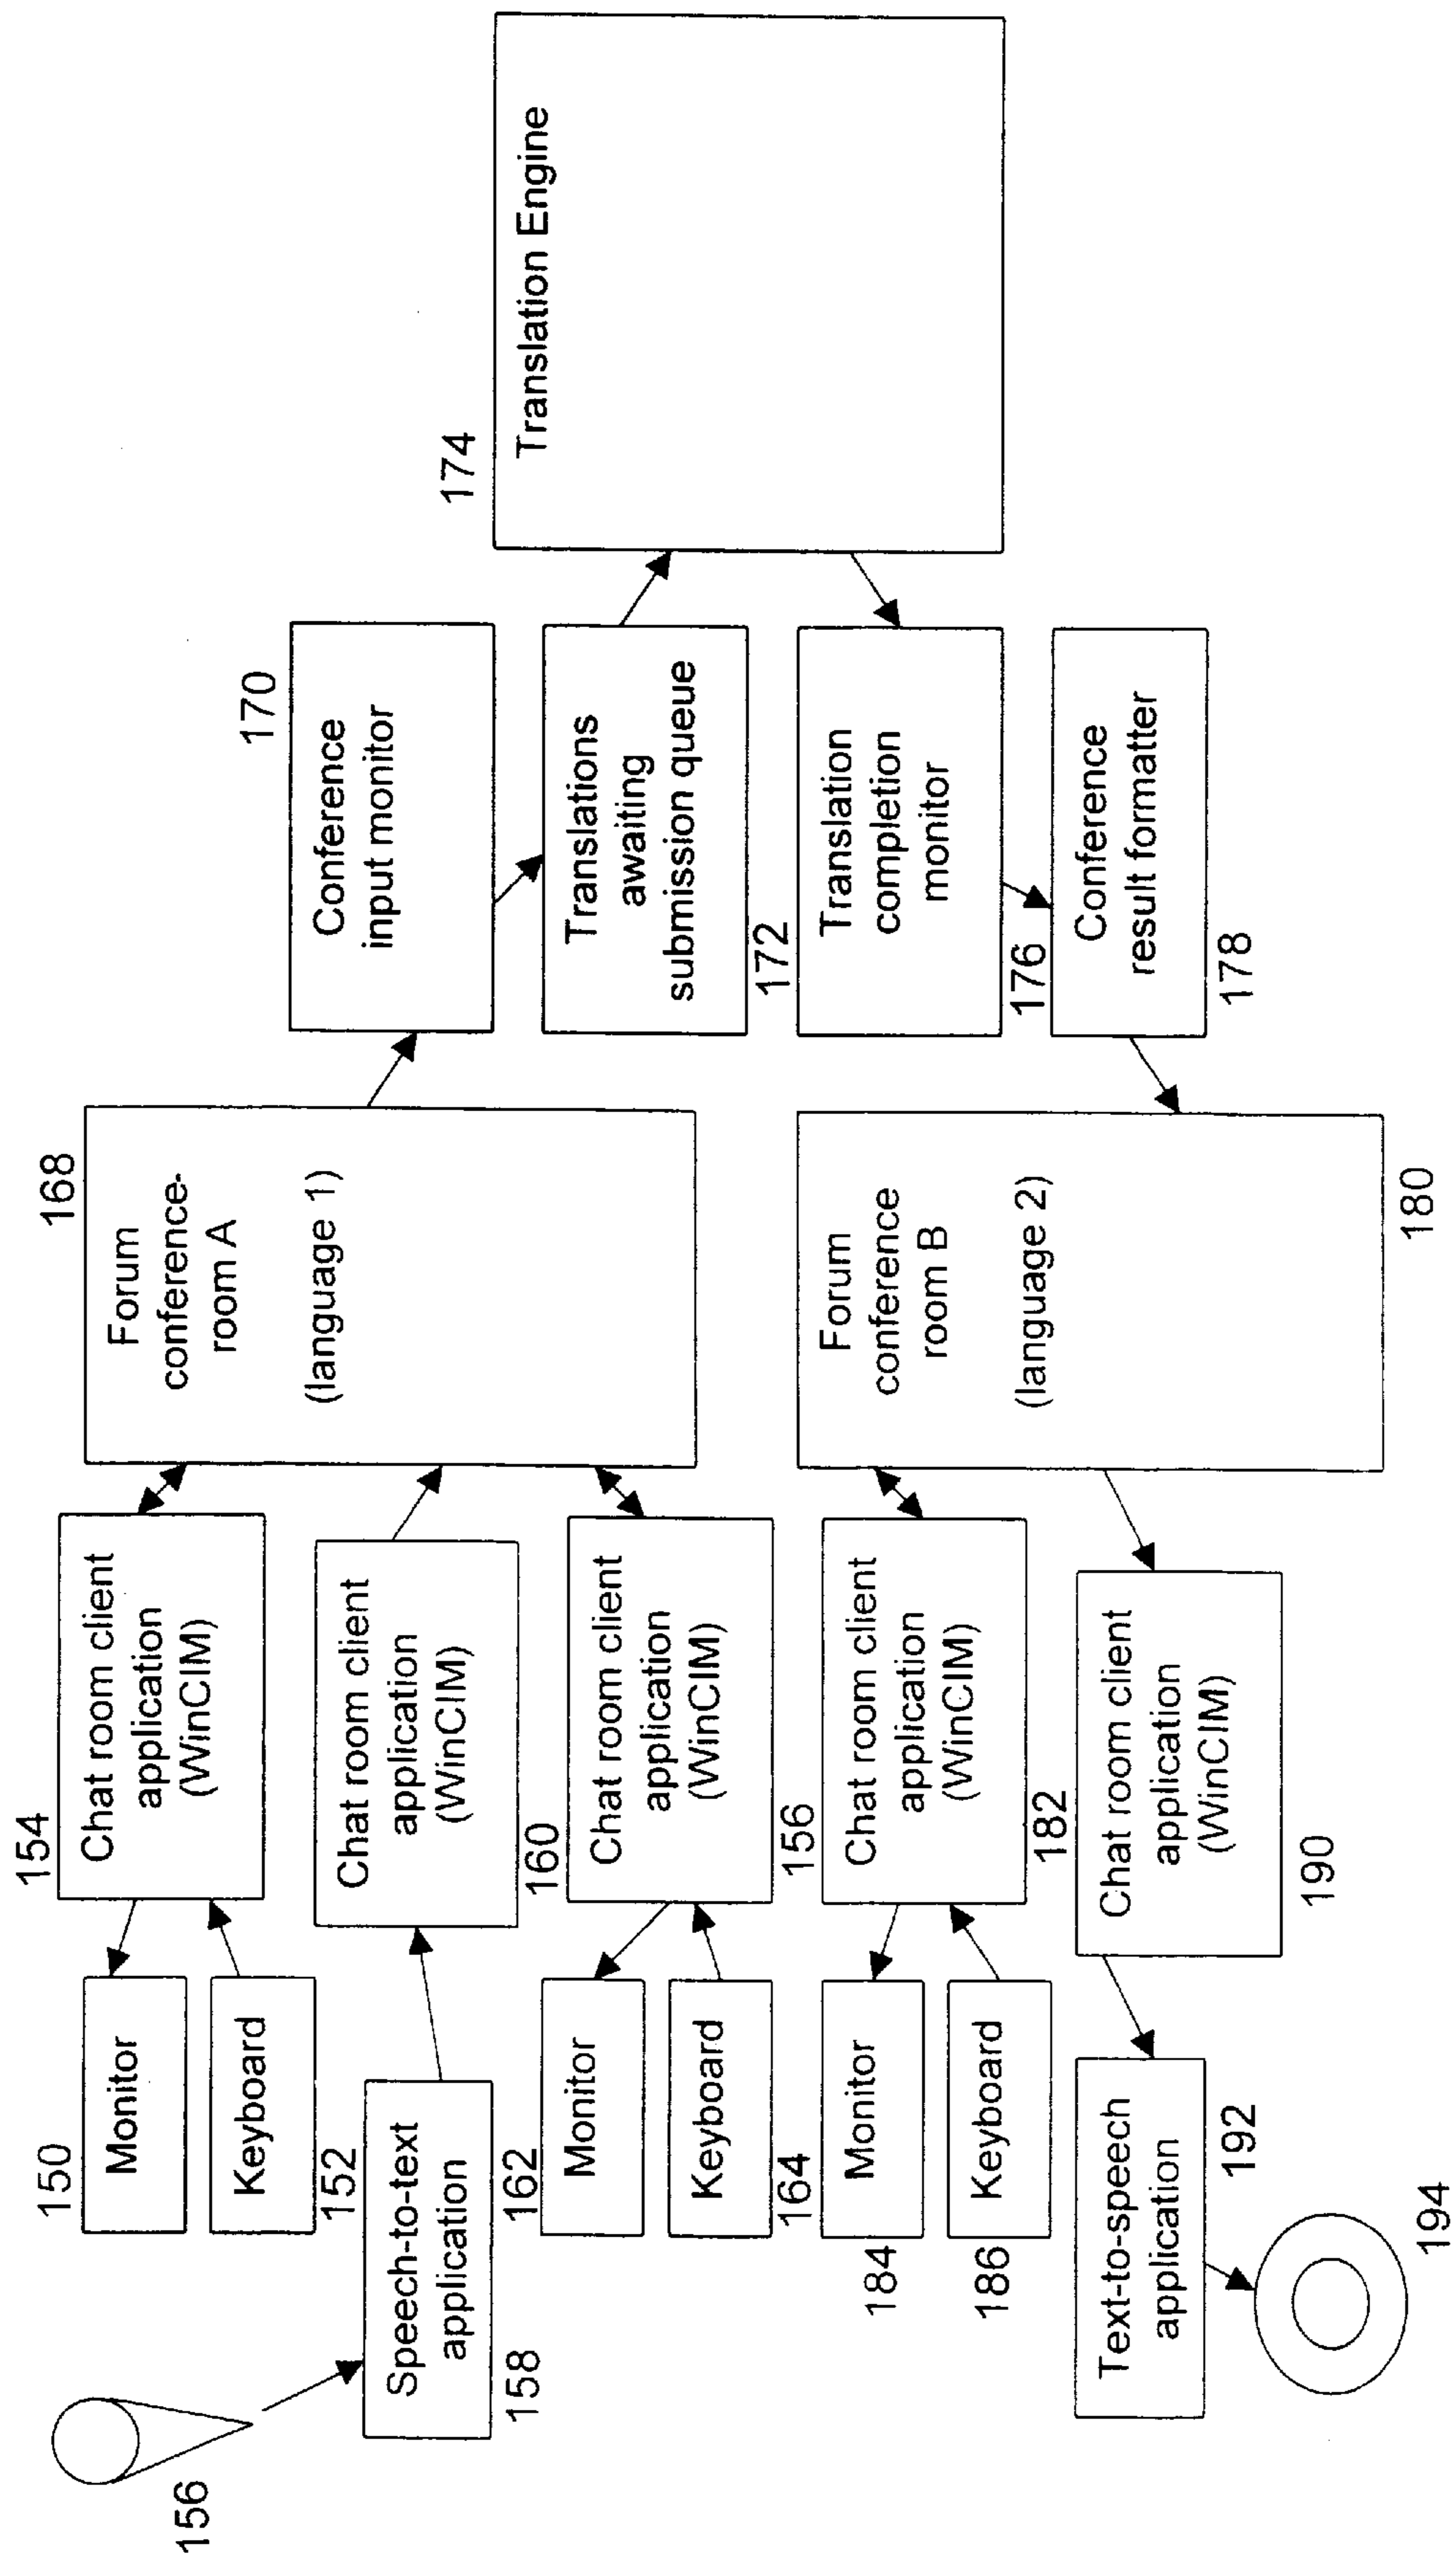 150
Monitor
Keyboard
152
154
Chat room client
application
(WinCIM)
156
Speech-to-text
application
158
Chat room client
application
(WinCIM)
160
162
Monitor
Keyboard
164
Chat room client
application
(WinCIM)
156
168
Forum
conference-
room A
(language 1)
170
Conference
input monitor
Translations
awaiting
submission queue
172
174
Translation Engine
Translation
completion
monitor
176
Conference
result formatter
178
Forum
conference
room B
(language 2)
180
Chat room client
application
(WinCIM)
182
Monitor
184
Keyboard
186
Chat room client
application
(WinCIM)
190
Text-to-speech
application
192
194